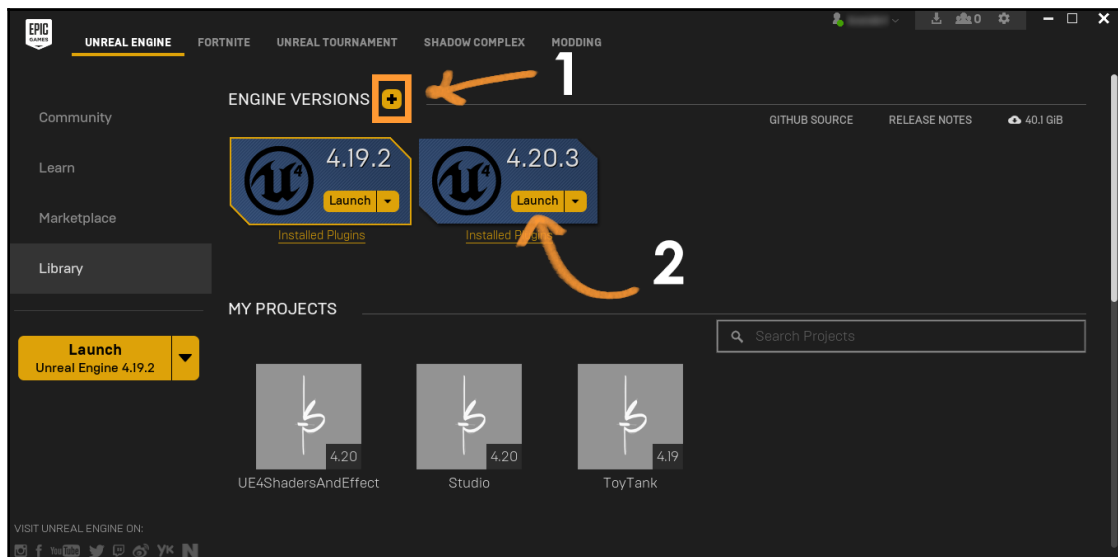 EPIC
GAMES
UNREAL ENGINE FORTNITE UNREAL TOURNAMENT SHADOW COMPLEX MODDING
0
1
ENGINE VERSIONS
Community
GITHUB SOURCE RELEASE NOTES 40.1 GiB
4.19.2 4.20.3
Learn
Launch Launch
Marketplace
Installed Plugins Installed Plugins
2
Library
MY PROJECTS
Search Projects
Launch
Unreal Engine 4.19.2
4.20 4.20 4.19
UE4ShadersAndEffect Studio ToyTank
VISIT UNREAL ENGINE ON:
f YouTube